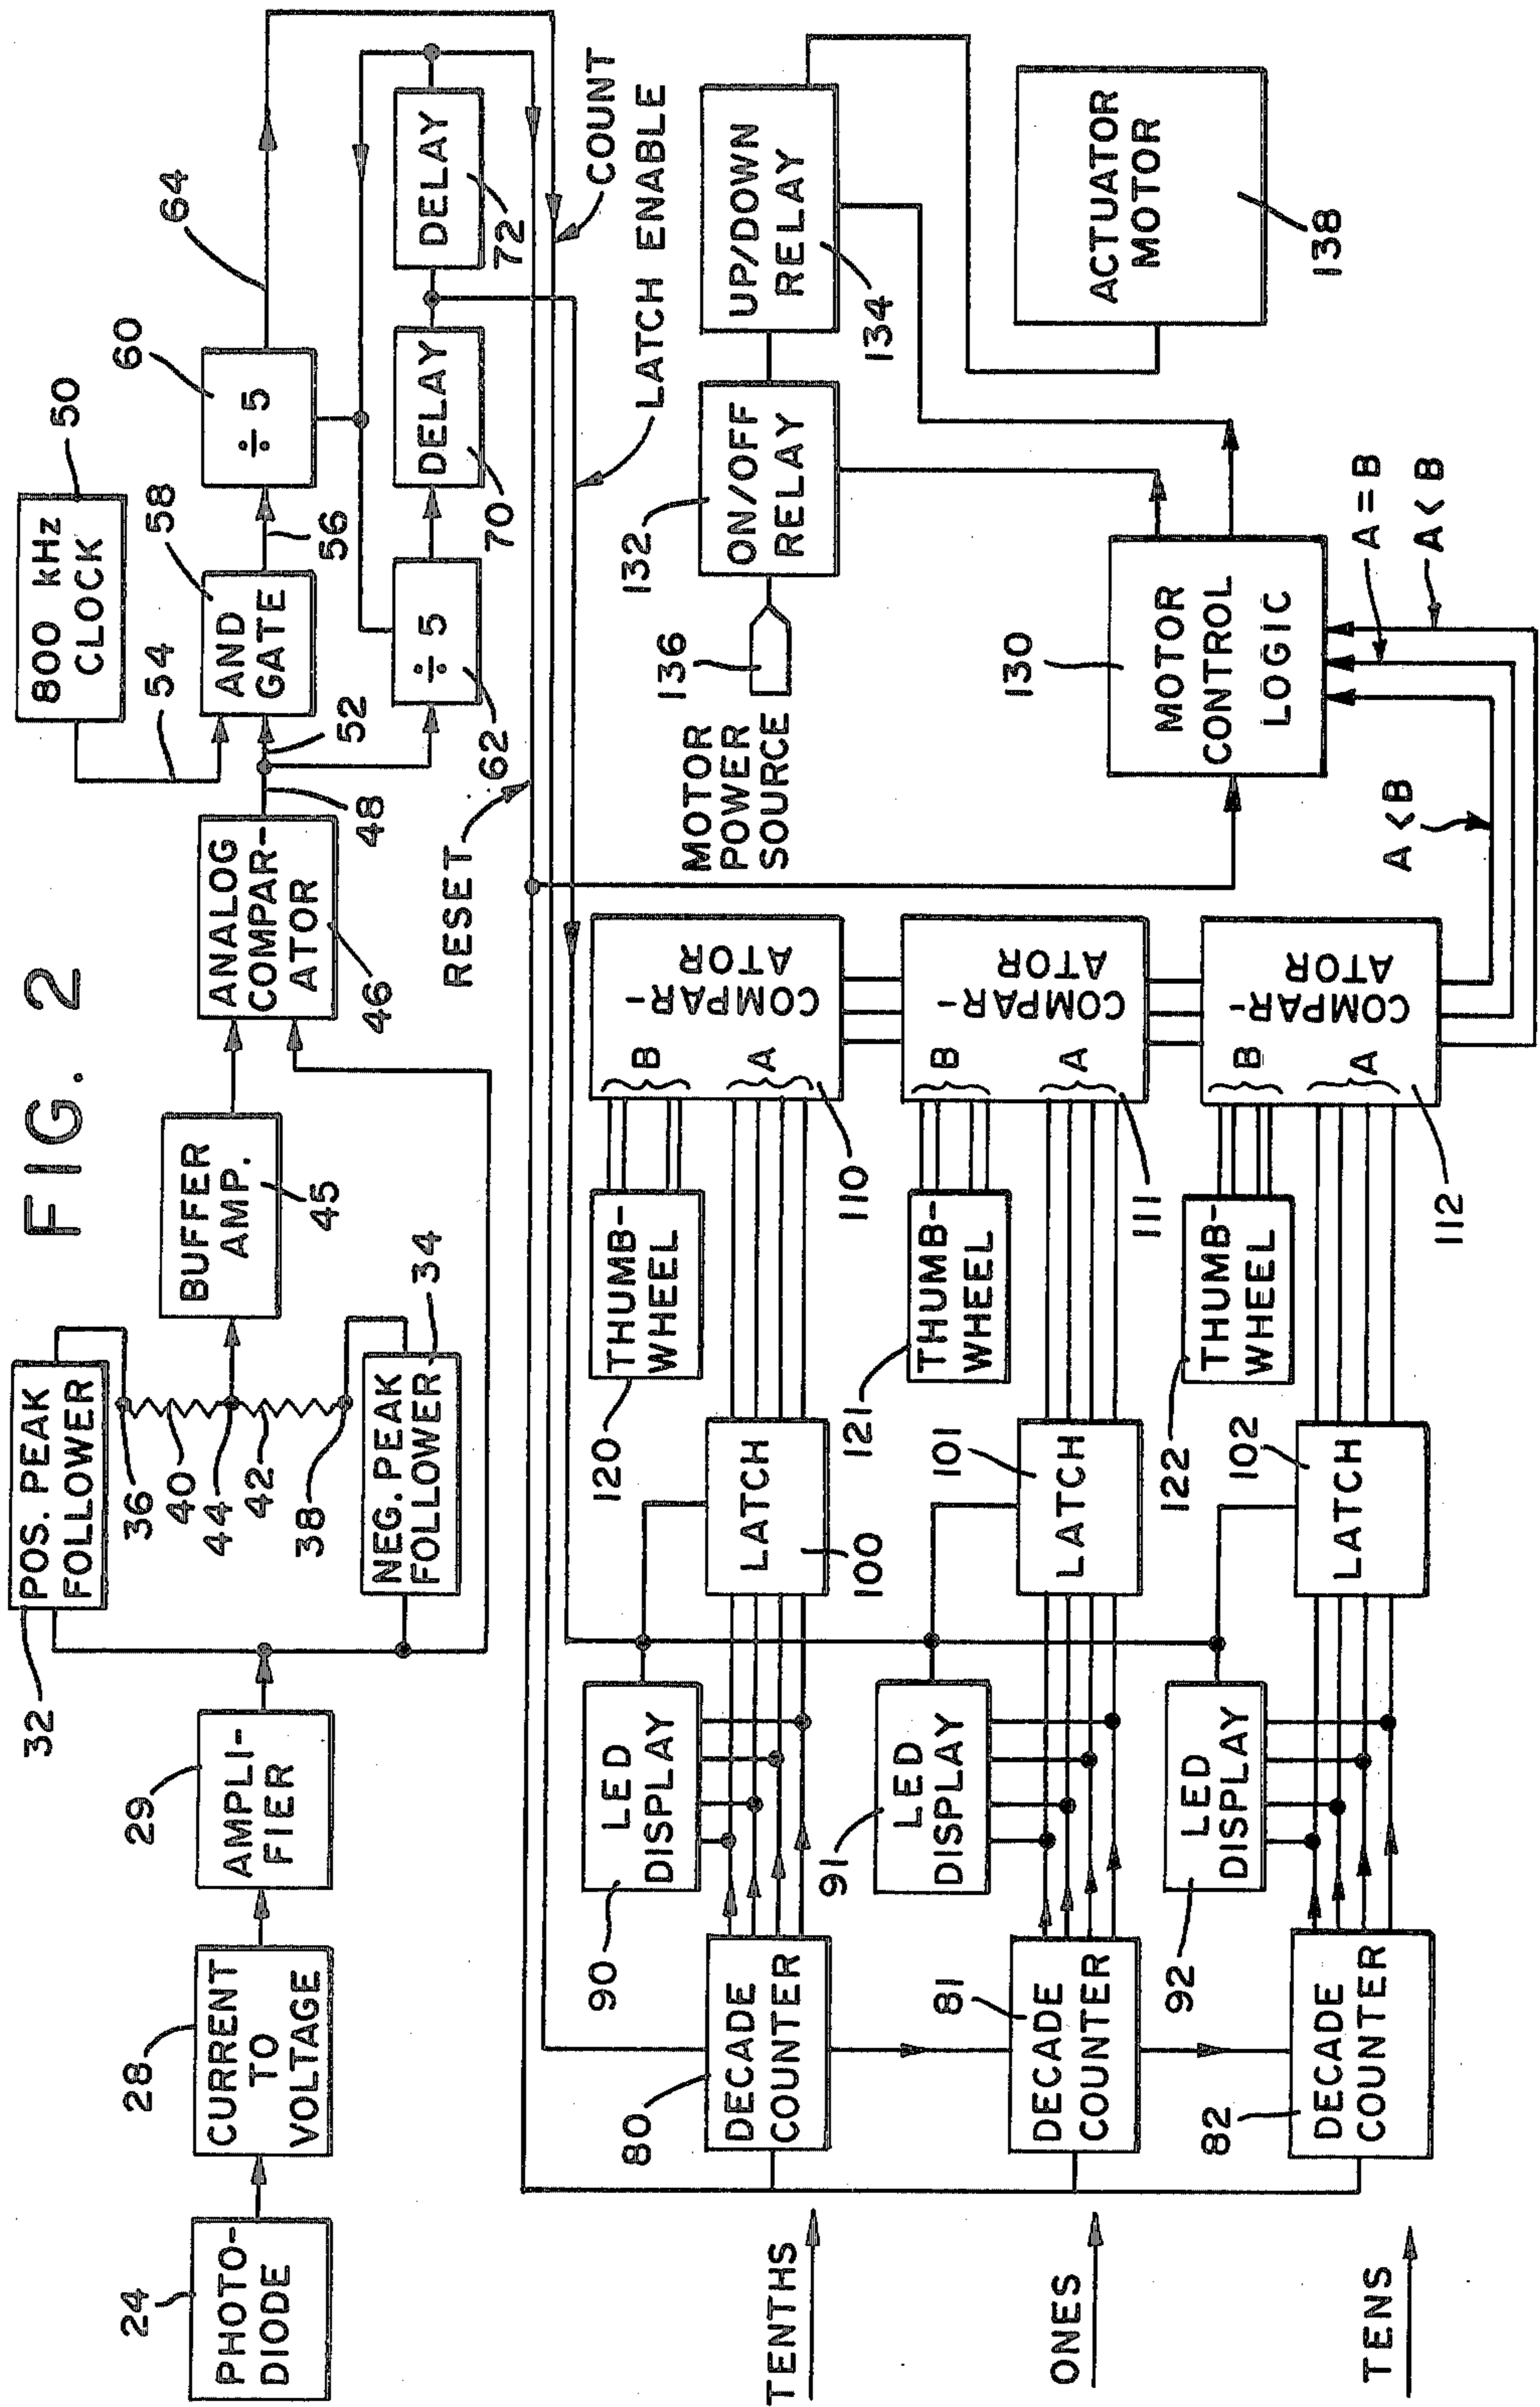 FIG. 2
24
PHOTO-
DIODE
28
CURRENT
TO
VOLTAGE
29
AMPLI-
FIER
32
POS. PEAK
FOLLOWER
36
40
44
42
38
NEG. PEAK
FOLLOWER
34
BUFFER
AMP.
45
ANALOG
COMPAR-
ATOR
46
48
52
54
800 kHz
CLOCK
50
AND
GATE
58
56
÷ 5
60
64
÷ 5
62
DELAY
70
DELAY
72
RESET
COUNT
LATCH ENABLE
TENTHS
80
DECADE
COUNTER
90
LED
DISPLAY
LATCH
100
120
THUMB-
WHEEL
B
A
COMPAR-
ATOR
110
ONES
81
DECADE
COUNTER
91
LED
DISPLAY
101
LATCH
121
THUMB-
WHEEL
B
A
COMPAR-
ATOR
111
TENS
82
DECADE
COUNTER
92
LED
DISPLAY
102
LATCH
122
THUMB-
WHEEL
B
A
COMPAR-
ATOR
112
MOTOR
POWER
SOURCE
136
132
ON/OFF
RELAY
UP/DOWN
RELAY
134
130
MOTOR
CONTROL
LOGIC
ACTUATOR
MOTOR
138
A < B
A = B
A < B